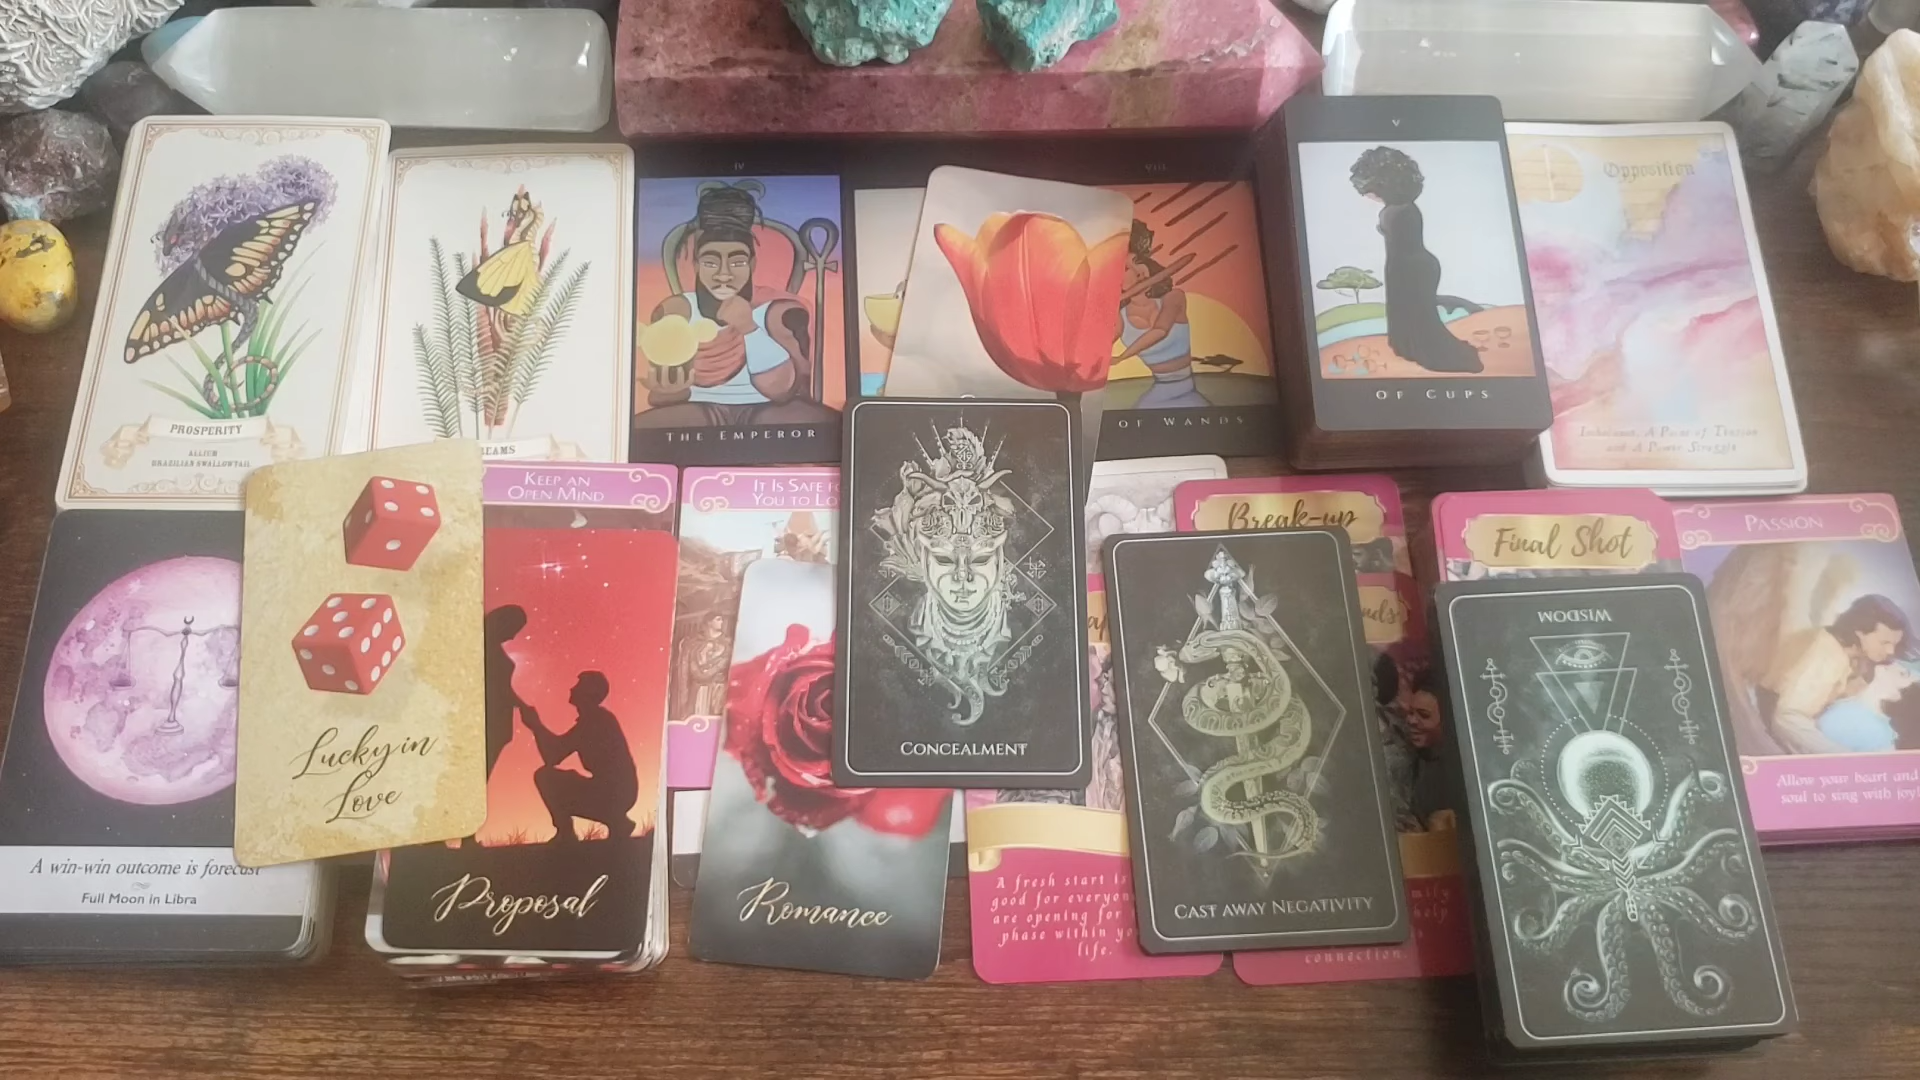 IV
VIII
V
Opposition
PROSPERITY
ALLIUM
BRAZILIAN SWALLOWTAIL
THE EMPEROR
OF WANDS
OF CUPS
Imbalance, A Point of Tension
and A Power Struggle
KEEP AN
OPEN MIND
IT IS SAFE
YOU TO
Break-up
Final Shot
PASSION
WISDOM
Lucky in
Love
CONCEALMENT
Allow your heart and
soul to sing with joy!
A win-win outcome is forecast
Full Moon in Libra
Proposal
Romance
A fresh start is
good for everyone
are opening for
phase within
life.
CAST AWAY NEGATIVITY
help
connection.